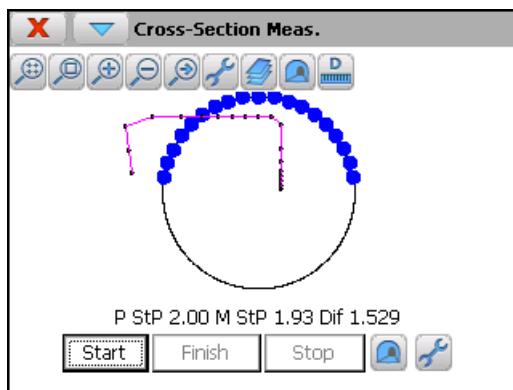 X Cross-Section Meas.
D
P StP 2.00 M StP 1.93 Dif 1.529
Start Finish Stop